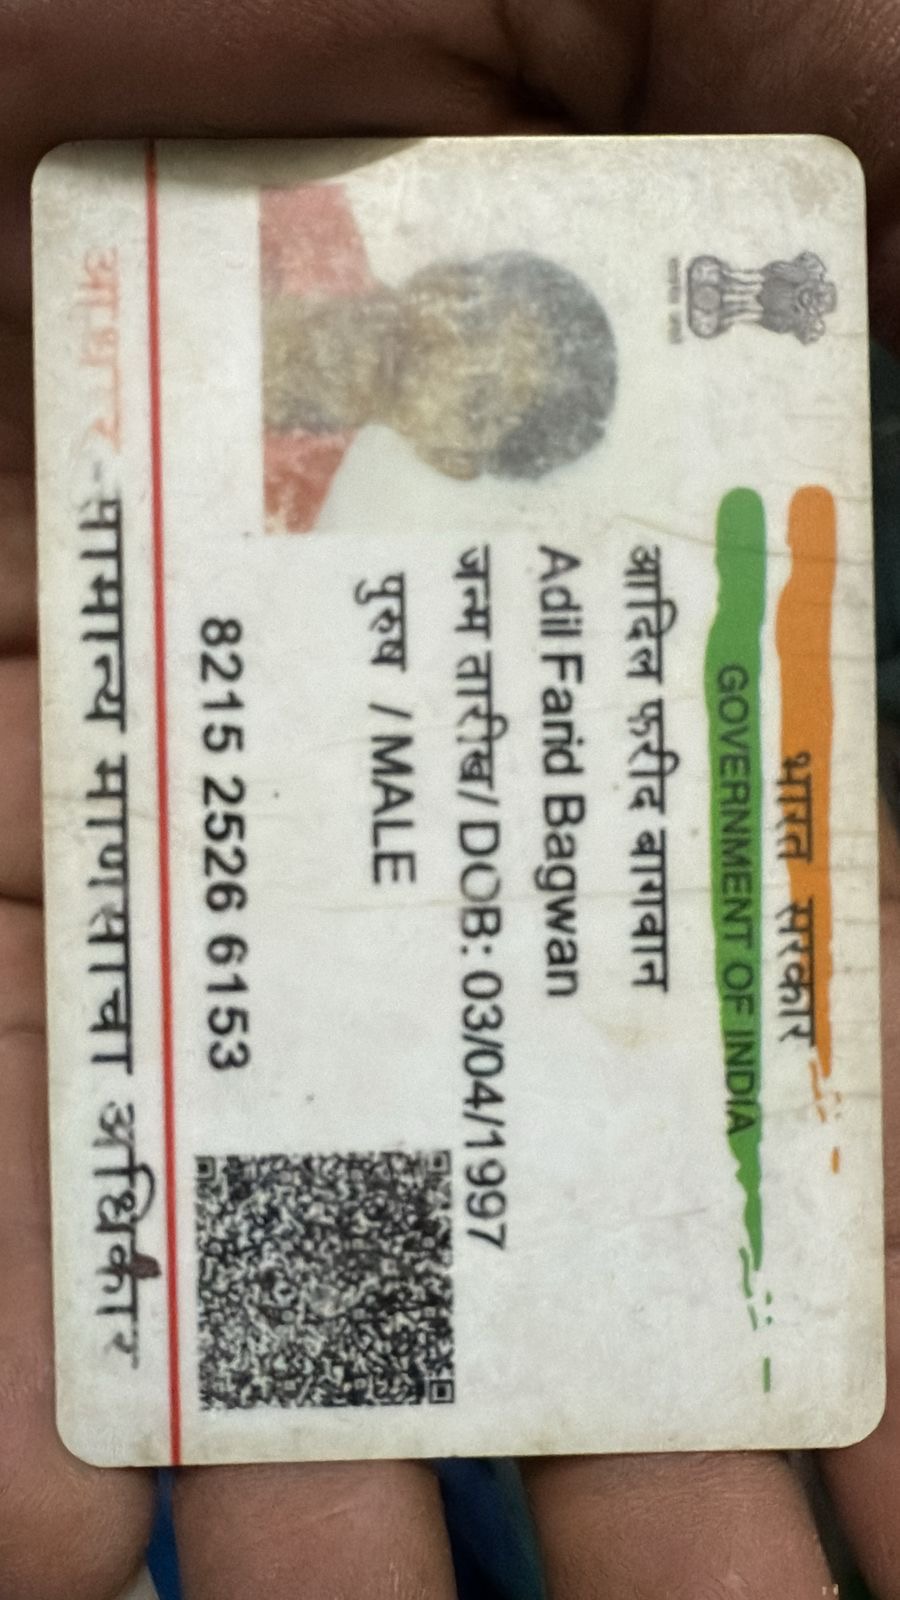 भारत सरकार
GOVERNMENT OF INDIA
आदिल फरीद बागवान
Adil Farid Bagwan
जन्म तारीख/ DOB: 03/04/1997
पुरुष / MALE
8215 2526 6153
आधार - सामान्य माणसाचा अधिकार